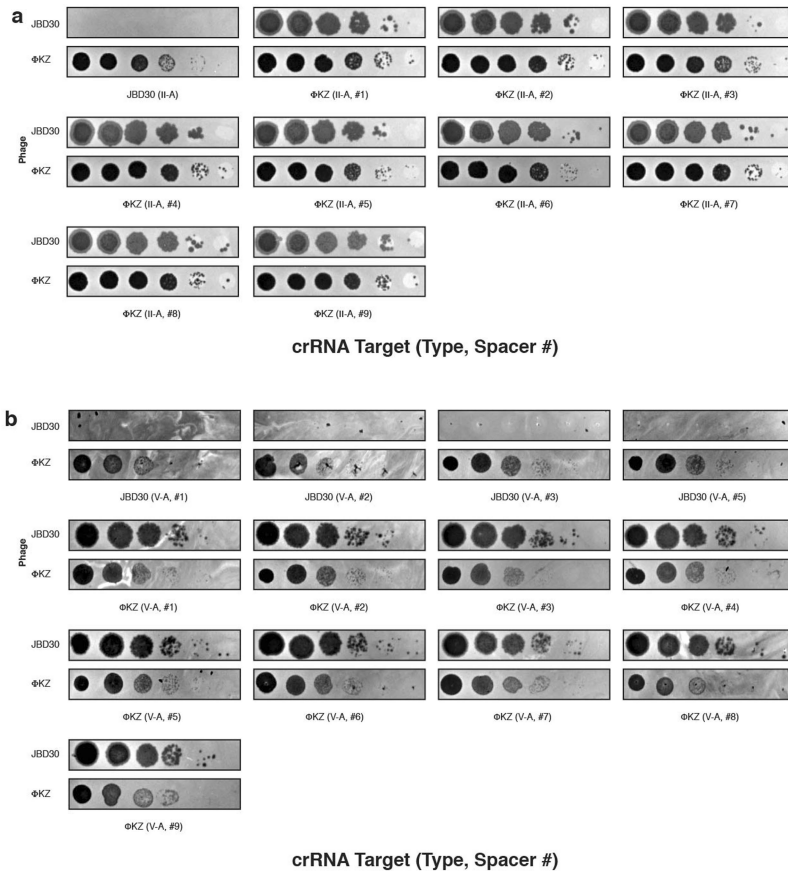 a
JBD30
ΦKZ
JBD30 (II-A)
ΦKZ (II-A, #1)
ΦKZ (II-A, #2)
ΦKZ (II-A, #3)
Phage
JBD30
ΦKZ
ΦKZ (II-A, #4)
ΦKZ (II-A, #5)
ΦKZ (II-A, #6)
ΦKZ (II-A, #7)
JBD30
ΦKZ
ΦKZ (II-A, #8)
ΦKZ (II-A, #9)
crRNA Target (Type, Spacer #)
b
JBD30
ΦKZ
JBD30 (V-A, #1)
JBD30 (V-A, #2)
JBD30 (V-A, #3)
JBD30 (V-A, #5)
Phage
JBD30
ΦKZ
ΦKZ (V-A, #1)
ΦKZ (V-A, #2)
ΦKZ (V-A, #3)
ΦKZ (V-A, #4)
JBD30
ΦKZ
ΦKZ (V-A, #5)
ΦKZ (V-A, #6)
ΦKZ (V-A, #7)
ΦKZ (V-A, #8)
JBD30
ΦKZ
ΦKZ (V-A, #9)
crRNA Target (Type, Spacer #)